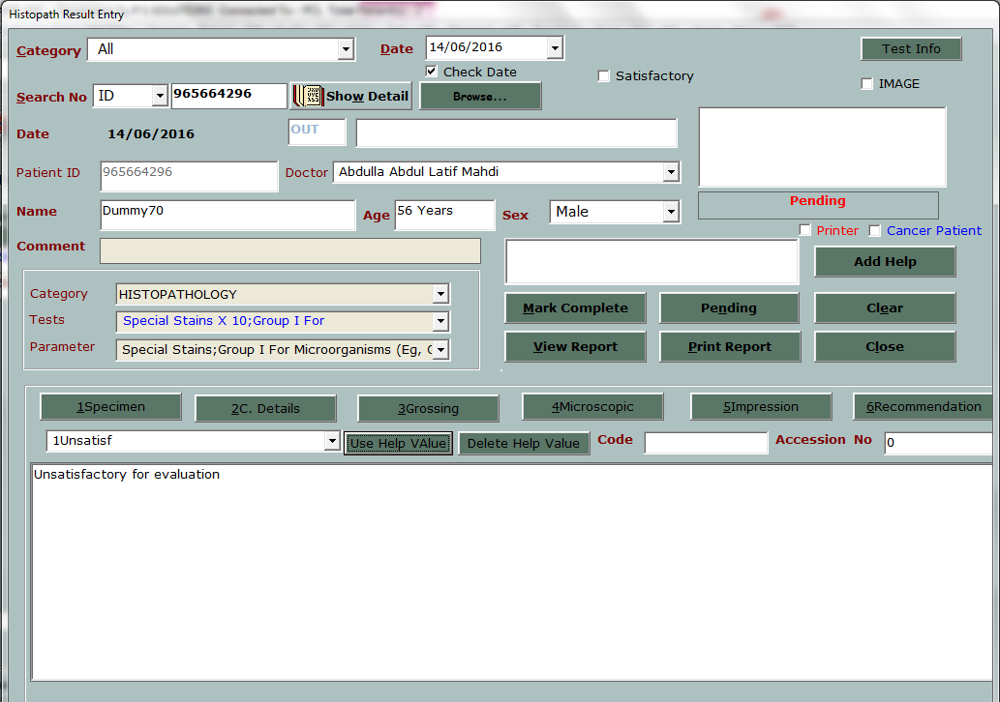 Histopath Result Entry
Category All Date 14/06/2016 Test Info
Check Date Satisfactory
IMAGE
Search No ID 965664296 Show Detail Browse...
Date 14/06/2016 OUT
Patient ID 965664296 Doctor Abdulla Abdul Latif Mahdi
Name Dummy70 Age 56 Years Sex Male Pending
Printer Cancer Patient
Comment
Add Help
Category HISTOPATHOLOGY
Mark Complete Pending Clear
Tests Special Stains X 10;Group I For
Parameter Special Stains;Group I For Microorganisms (Eg,
View Report Print Report Close
1Specimen 2C. Details 3Grossing 4Microscopic 5Impression 6Recommendation
1Unsatisf Use Help VAlue Delete Help Value Code Accession No 0
Unsatisfactory for evaluation